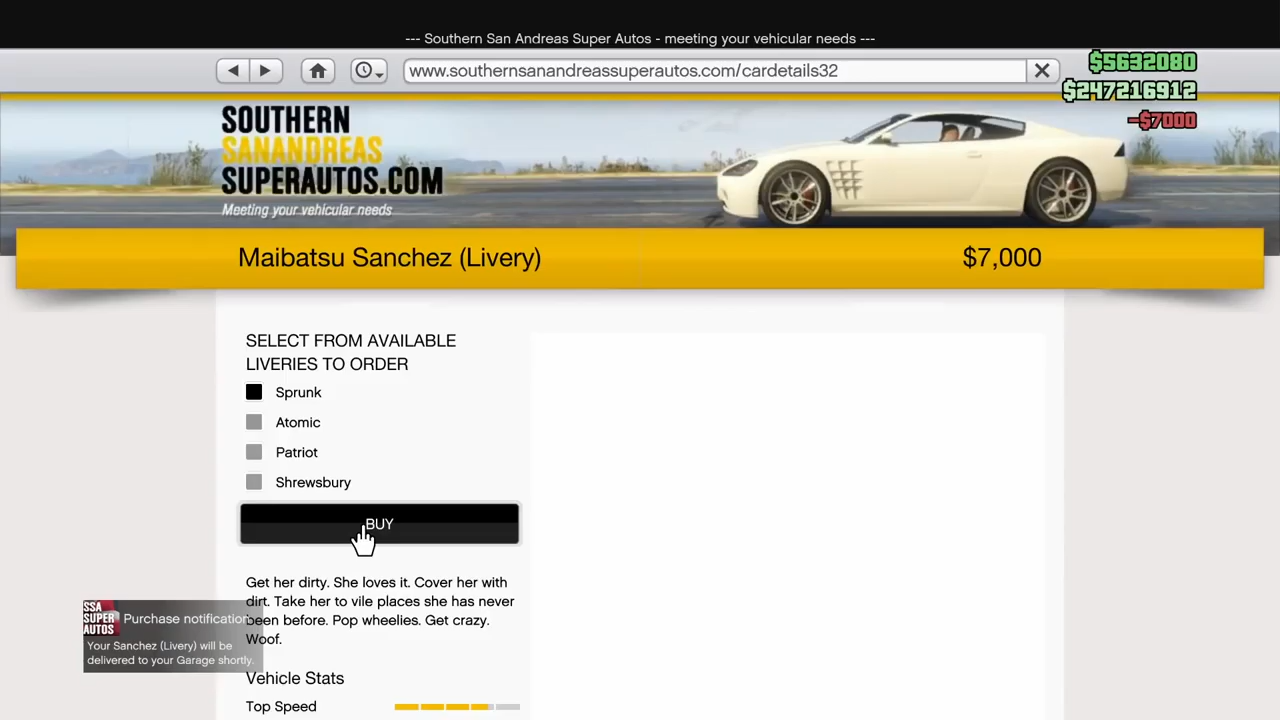 --- Southern San Andreas Super Autos - meeting your vehicular needs ---
www.southernsanandreassuperautos.com/cardetails32
$5632080
$247216912
-$7000
SOUTHERN
SANANDREAS
SUPERAUTOS.COM
Meeting your vehicular needs
Maibatsu Sanchez (Livery) $7,000
SELECT FROM AVAILABLE
LIVERIES TO ORDER
Sprunk
Atomic
Patriot
Shrewsbury
BUY
Get her dirty. She loves it. Cover her with
dirt. Take her to vile places she has never
been before. Pop wheelies. Get crazy.
Woof.
SSA
SUPER
AUTOS
Purchase notification
Your Sanchez (Livery) will be
delivered to your Garage shortly.
Vehicle Stats
Top Speed